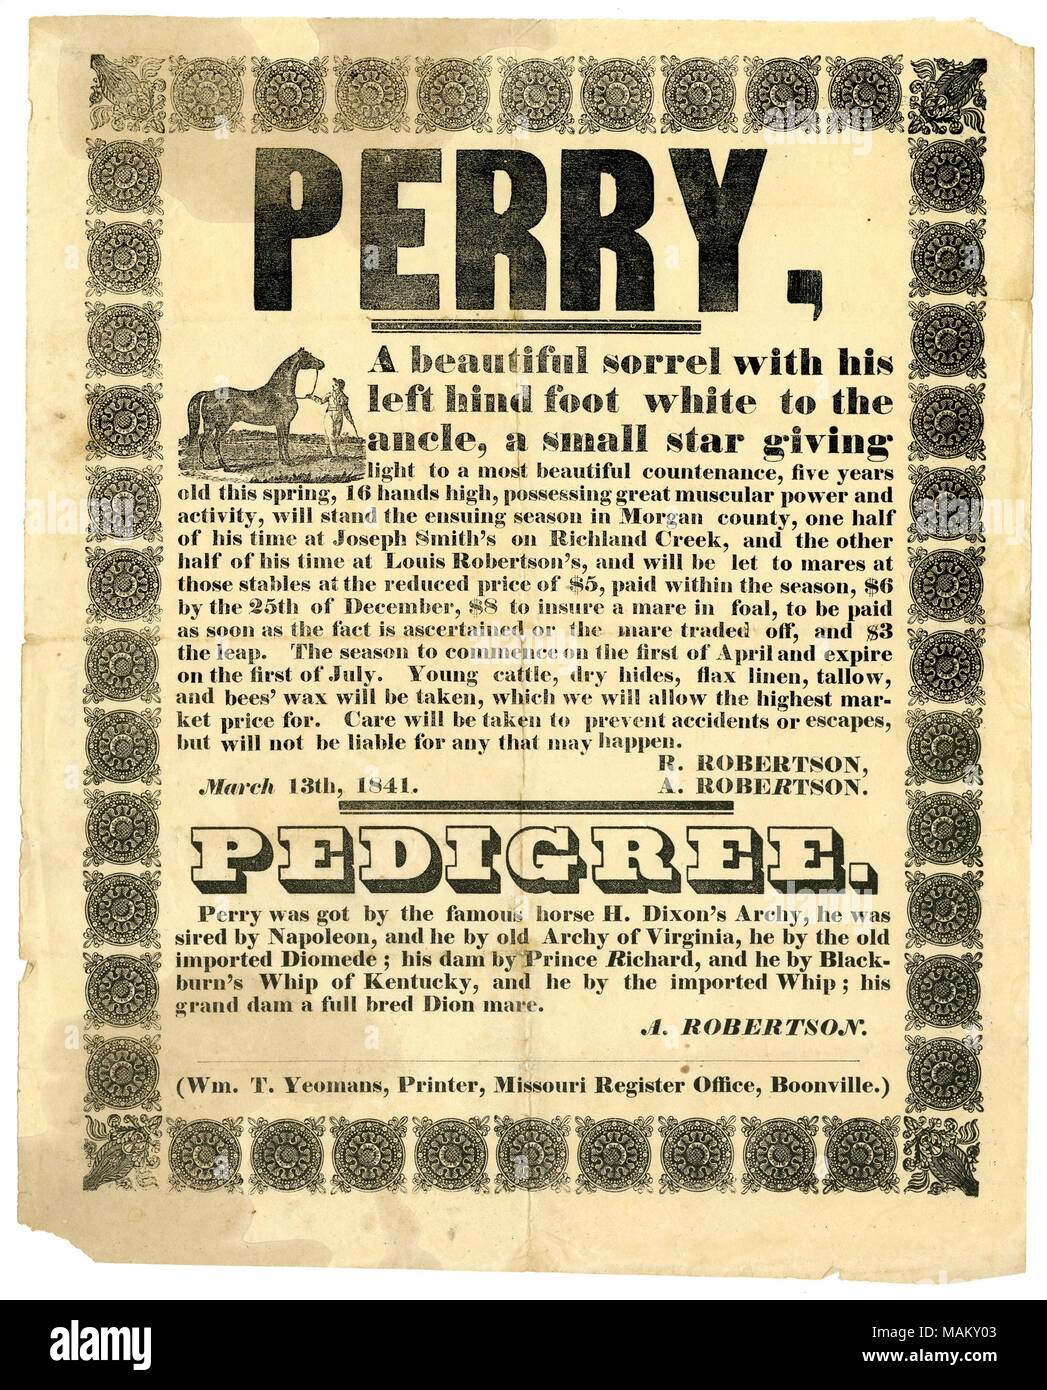 PERRY,
A beautiful sorrel with his
left hind foot white to the
ancle, a small star giving
light to a most beautiful countenance, five years
old this spring, 16 hands high, possessing great muscular power and
activity, will stand the ensuing season in Morgan county, one half
of his time at Joseph Smith's on Richland Creek, and the other
half of his time at Louis Robertson's, and will be let to mares at
those stables at the reduced price of $5, paid within the season, $6
by the 25th of December, $8 to insure a mare in foal, to be paid
as soon as the fact is ascertained or the mare traded off, and $3
the leap. The season to commence on the first of April and expire
on the first of July. Young cattle, dry hides, flax linen, tallow,
and bees' wax will be taken, which we will allow the highest mar-
ket price for. Care will be taken to prevent accidents or escapes,
but will not be liable for any that may happen.
R. ROBERTSON,
March 13th, 1841. A. ROBERTSON.
PEDIGREE.
Perry was got by the famous horse H. Dixon's Archy, he was
sired by Napoleon, and he by old Archy of Virginia, he by the old
imported Diomede; his dam by Prince Richard, and he by Black-
burn's Whip of Kentucky, and he by the imported Whip; his
grand dam a full bred Dion mare.
A. ROBERTSON.
(Wm. T. Yeomans, Printer, Missouri Register Office, Boonville.)
alamy
Image ID: MAKY03
www.alamy.com